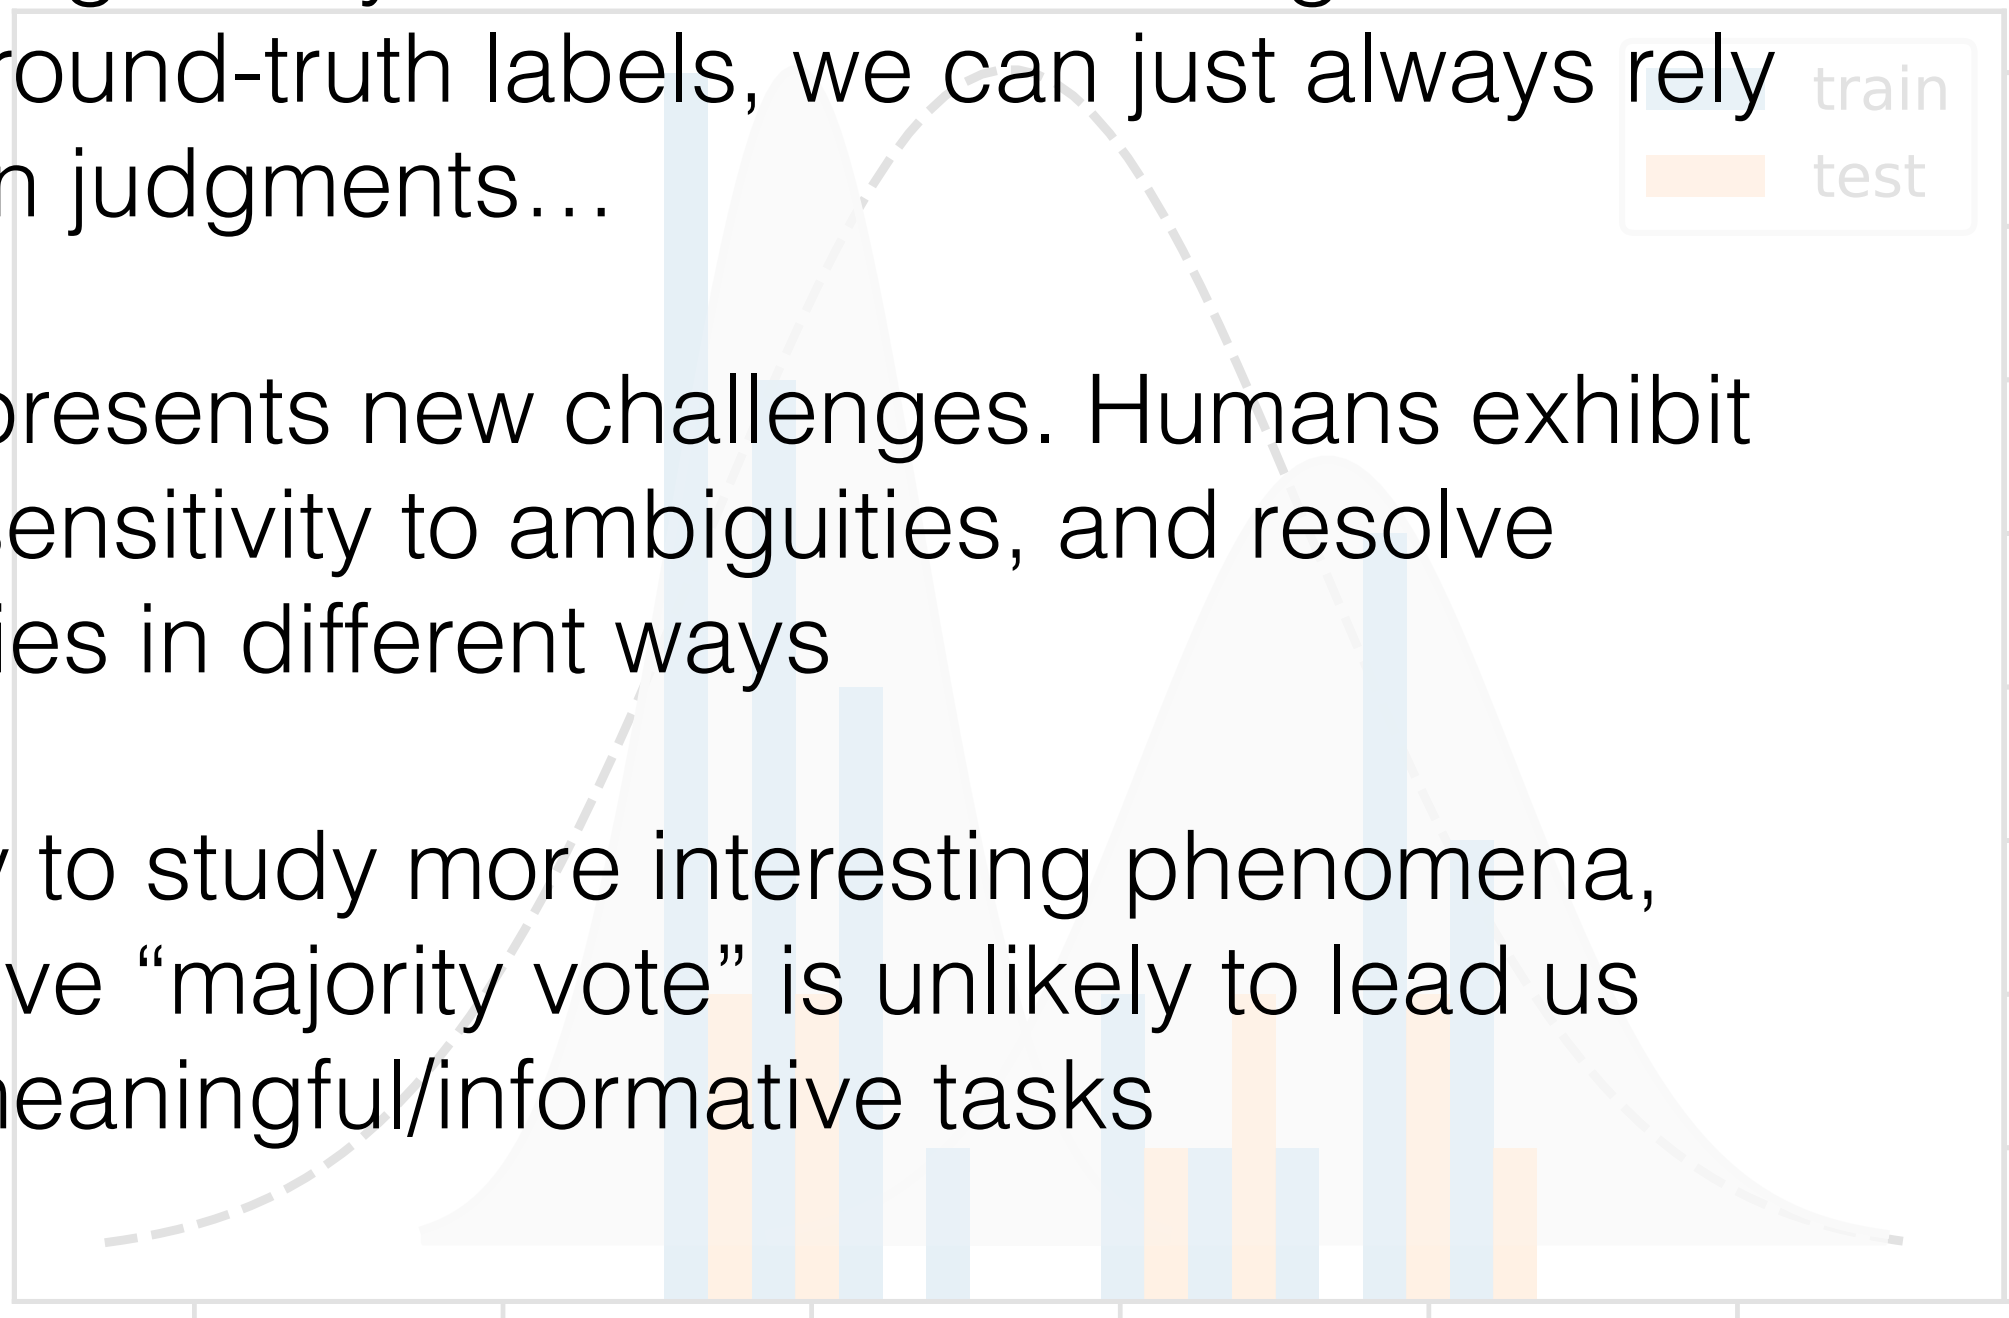 round-truth labels, we can just always rely
n judgments…
presents new challenges. Humans exhibit
sensitivity to ambiguities, and resolve
ies in different ways
y to study more interesting phenomena,
ve “majority vote” is unlikely to lead us
meaningful/informative tasks
train
test